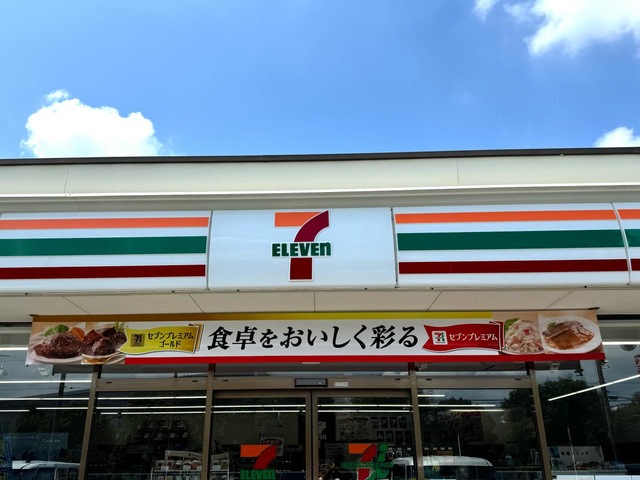 ELEVEn
セブンプレミアム
ゴールド
食卓をおいしく彩る
セブンプレミアム